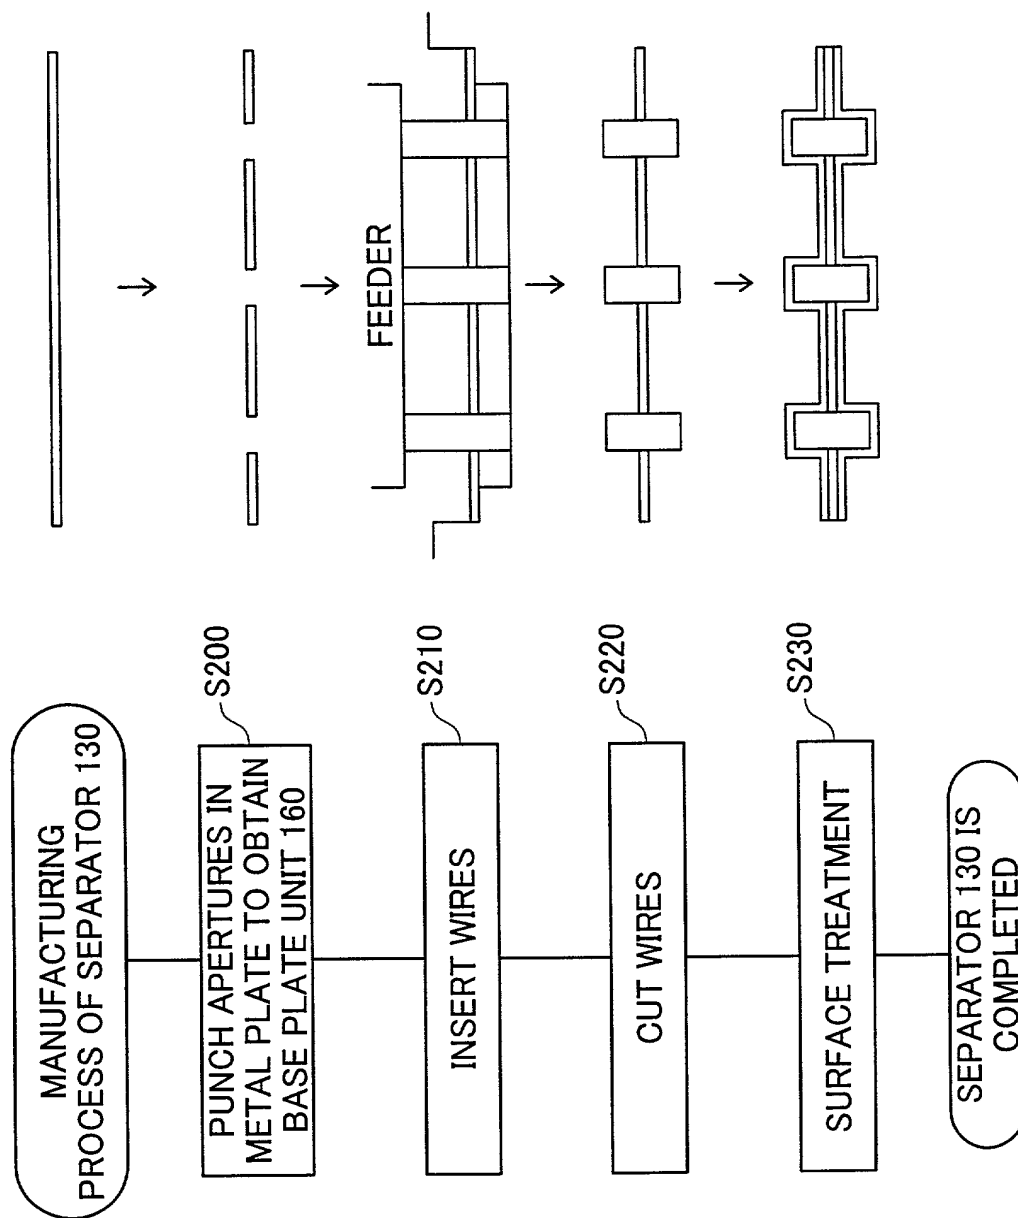 MANUFACTURING
PROCESS OF SEPARATOR 130
S200
PUNCH APERTURES IN
METAL PLATE TO OBTAIN
BASE PLATE UNIT 160
S210
INSERT WIRES
FEEDER
S220
CUT WIRES
S230
SURFACE TREATMENT
SEPARATOR 130 IS
COMPLETED